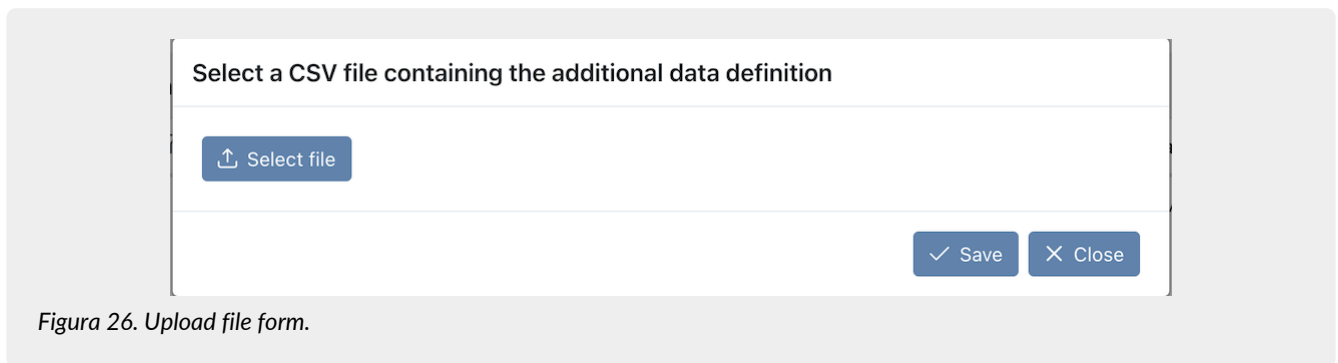 Select a CSV file containing the additional data definition
Select file
Save Close
Figura 26. Upload file form.